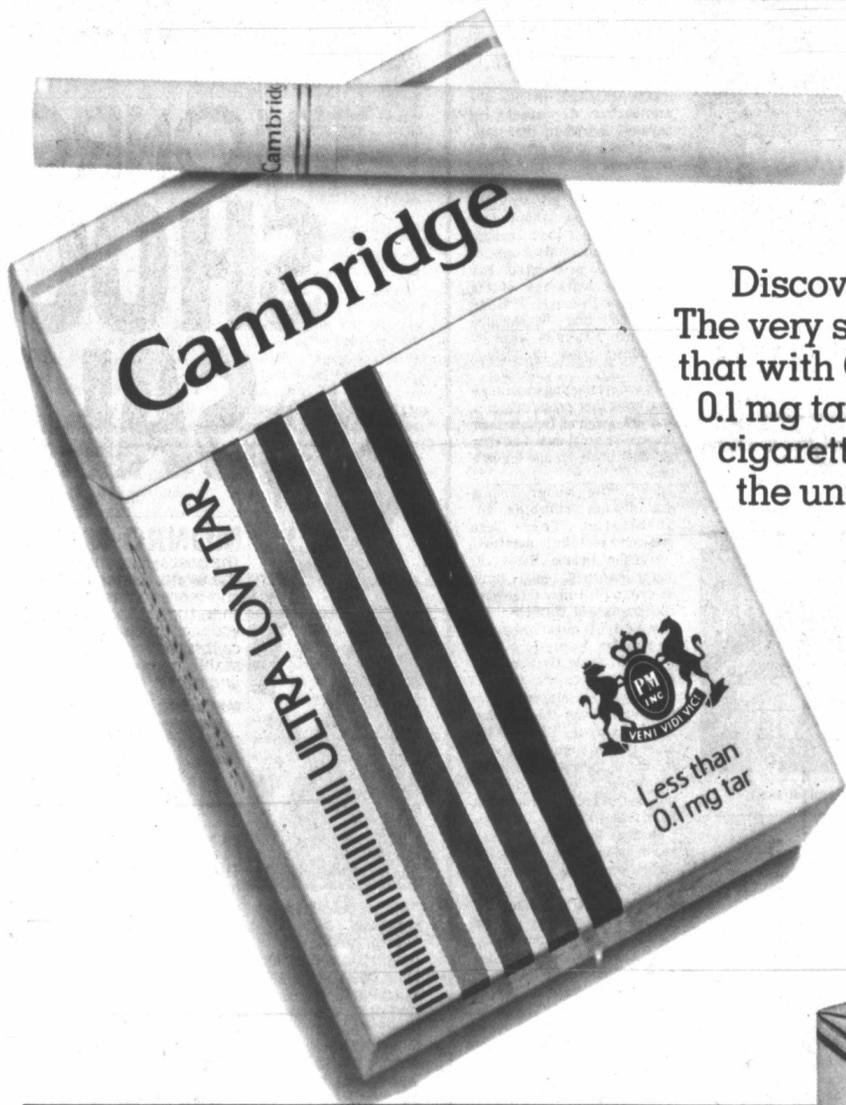 Cambridge
Cambridge
ULTRA LOW TAR
PM
INC
VENI VIDI VICI
Less than
0.1 mg tar
Discov
The very s
that with
0.1 mg ta
cigarett
the un